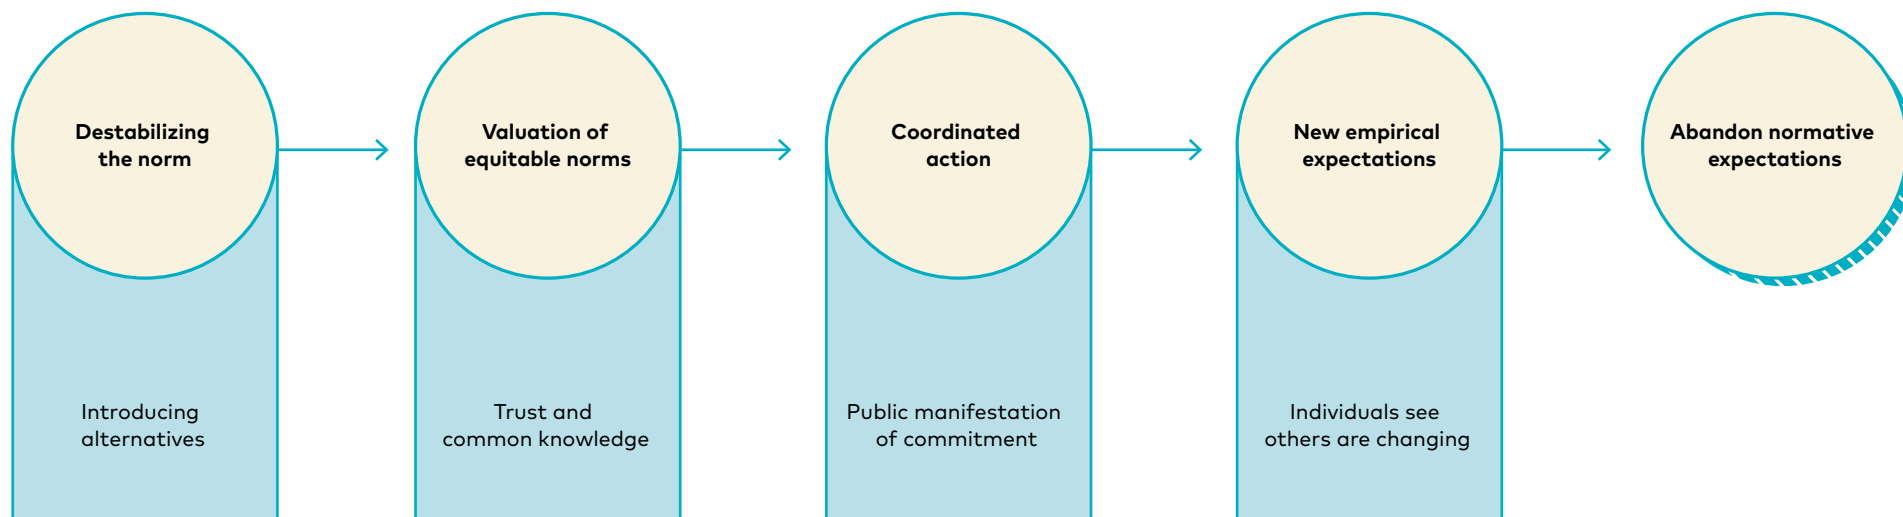 Destabilizing
the norm
Valuation of
equitable norms
Coordinated
action
New empirical
expectations
Abandon normative
expectations
Introducing
alternatives
Trust and
common knowledge
Public manifestation
of commitment
Individuals see
others are changing